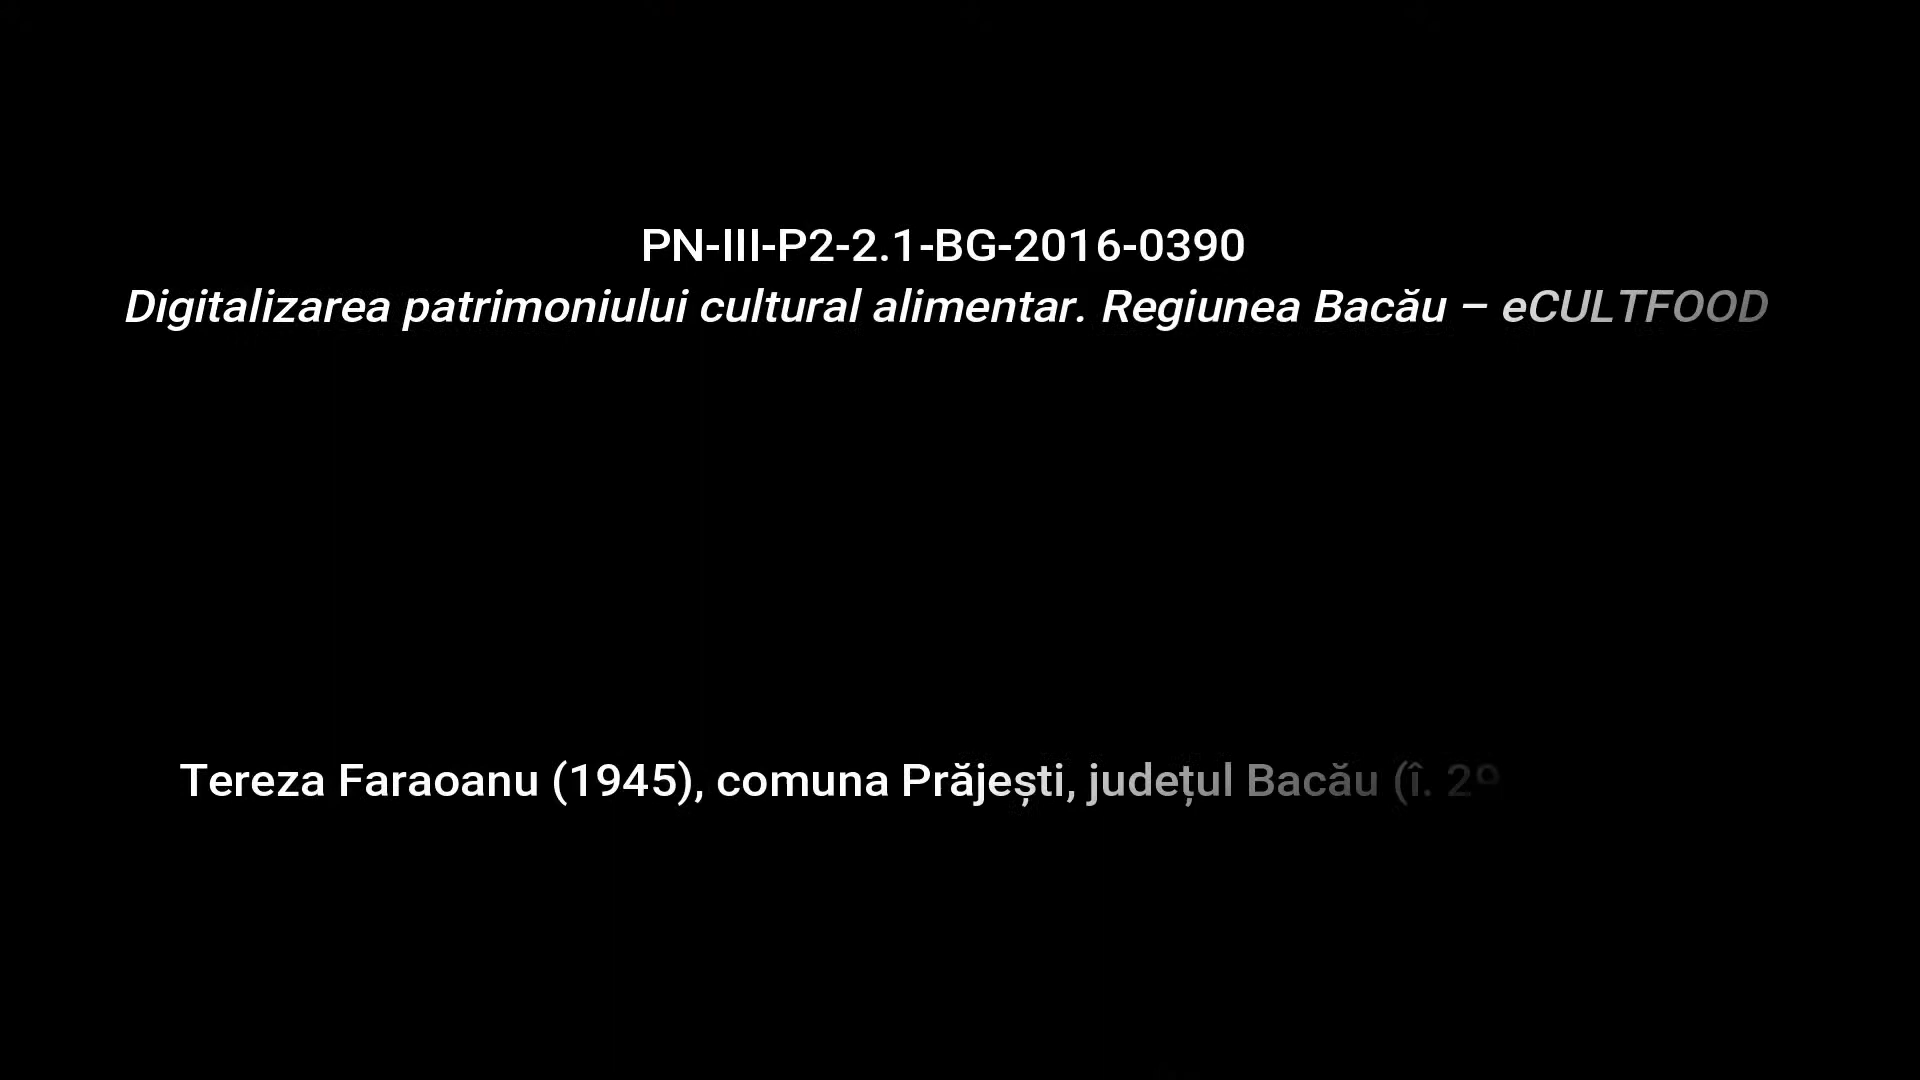 PN-III-P2-2.1-BG-2016-0390
Digitalizarea patrimoniului cultural alimentar. Regiunea Bacău – eCULTFOOD
Tereza Faraoanu (1945), comuna Prăjești, județul Bacău (î. 29